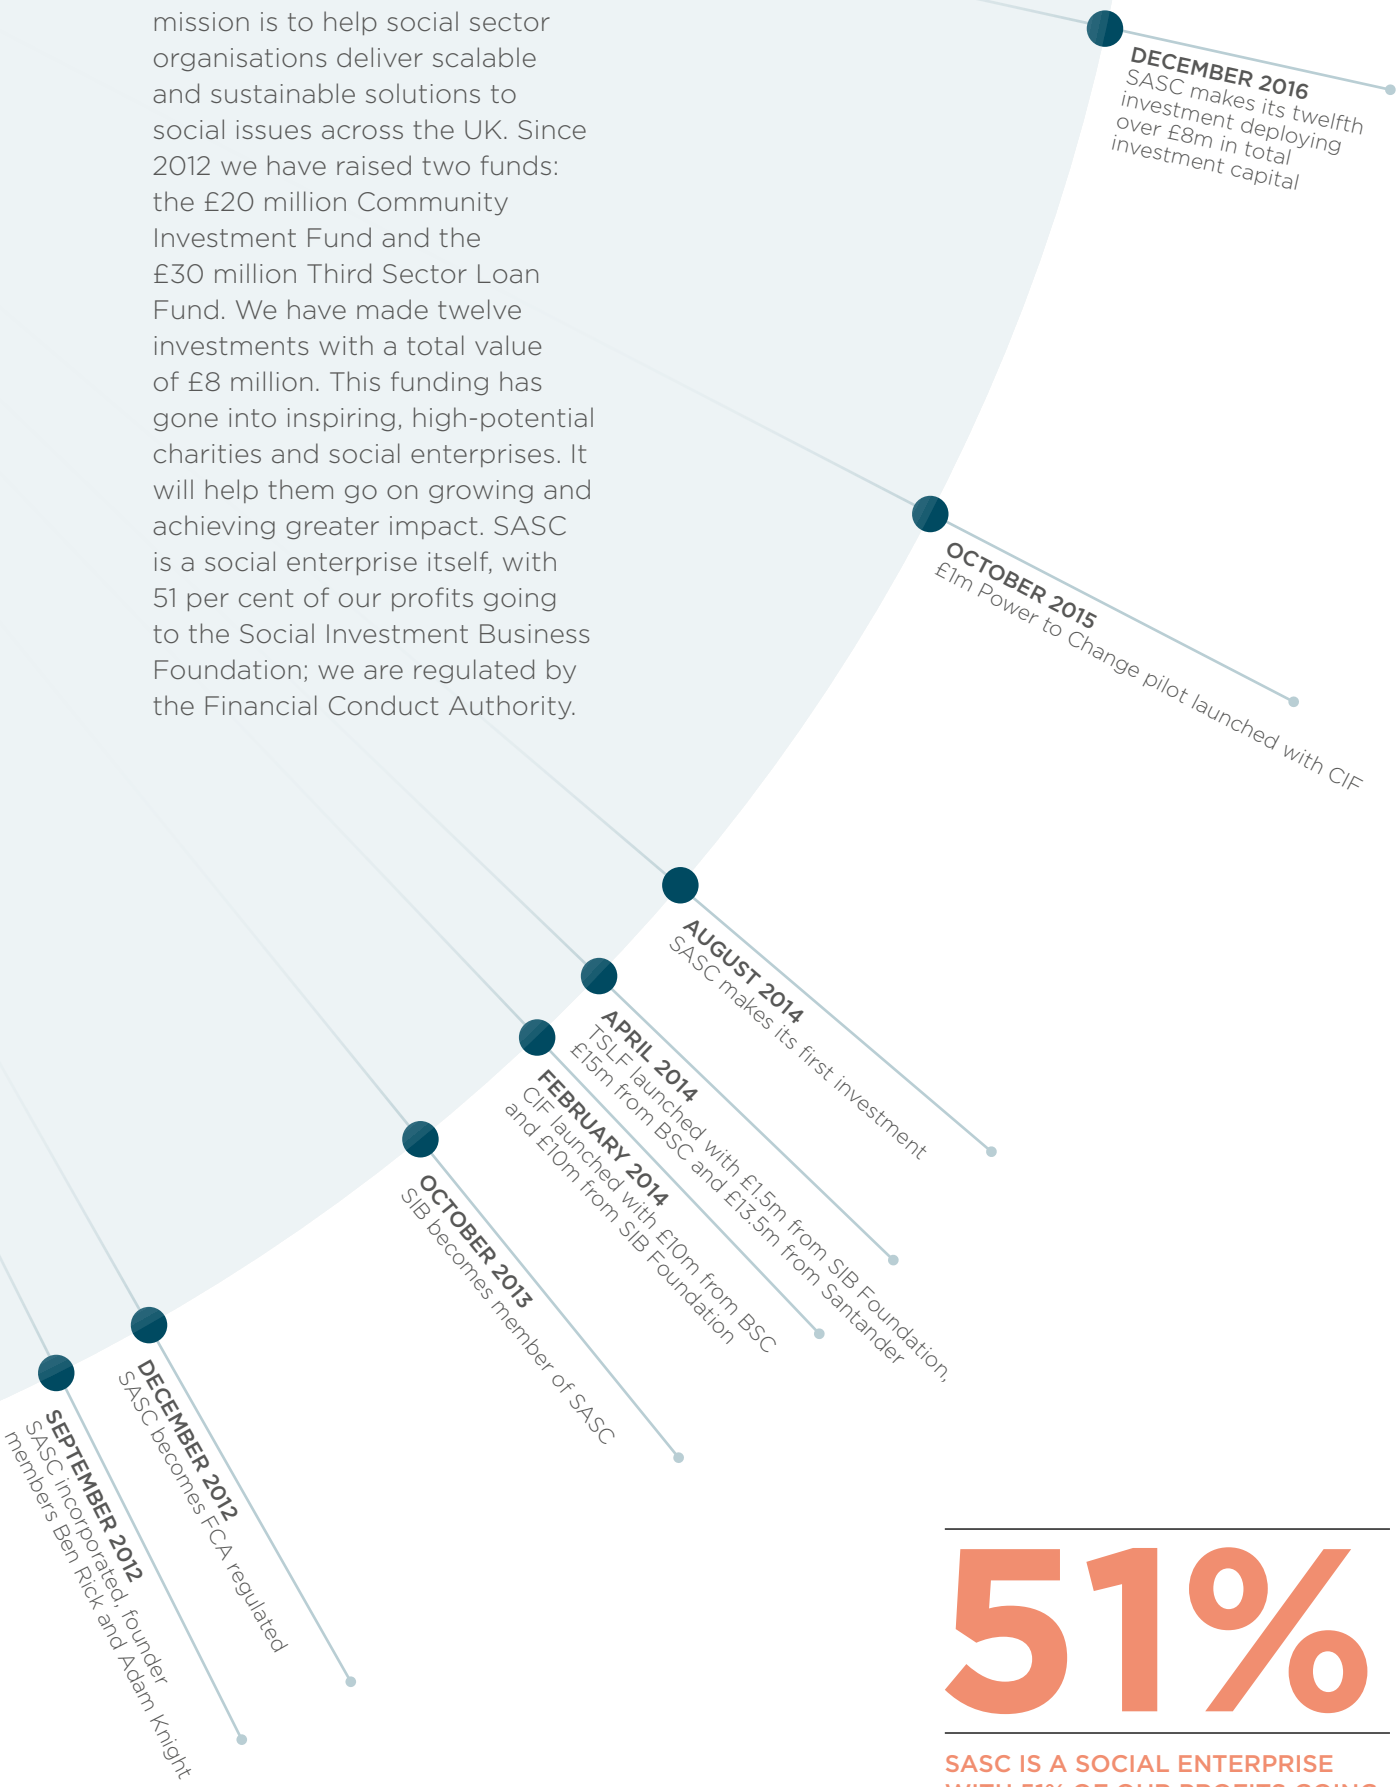 mission is to help social sector
organisations deliver scalable
and sustainable solutions to
social issues across the UK. Since
2012 we have raised two funds:
the £20 million Community
Investment Fund and the
£30 million Third Sector Loan
Fund. We have made twelve
investments with a total value
of £8 million. This funding has
gone into inspiring, high-potential
charities and social enterprises. It
will help them go on growing and
achieving greater impact. SASC
is a social enterprise itself, with
51 per cent of our profits going
to the Social Investment Business
Foundation; we are regulated by
the Financial Conduct Authority.
DECEMBER 2016
SASC makes its twelfth
investment deploying
over £8m in total
investment capital
OCTOBER 2015
£1m Power to Change pilot launched with CIF
AUGUST 2014
SASC makes its first investment
APRIL 2014
TSLF launched with £1.5m from SIB Foundation,
£15m from BSC and £13.5m from Santander
FEBRUARY 2014
CIF launched with £10m from BSC
and £10m from SIB Foundation
OCTOBER 2013
SIB becomes member of SASC
DECEMBER 2012
SASC becomes FCA regulated
SEPTEMBER 2012
SASC incorporated, founder
members Ben Rick and Adam Knight
51%
SASC IS A SOCIAL ENTERPRISE
WITH 51% OF OUR PROFITS GOING